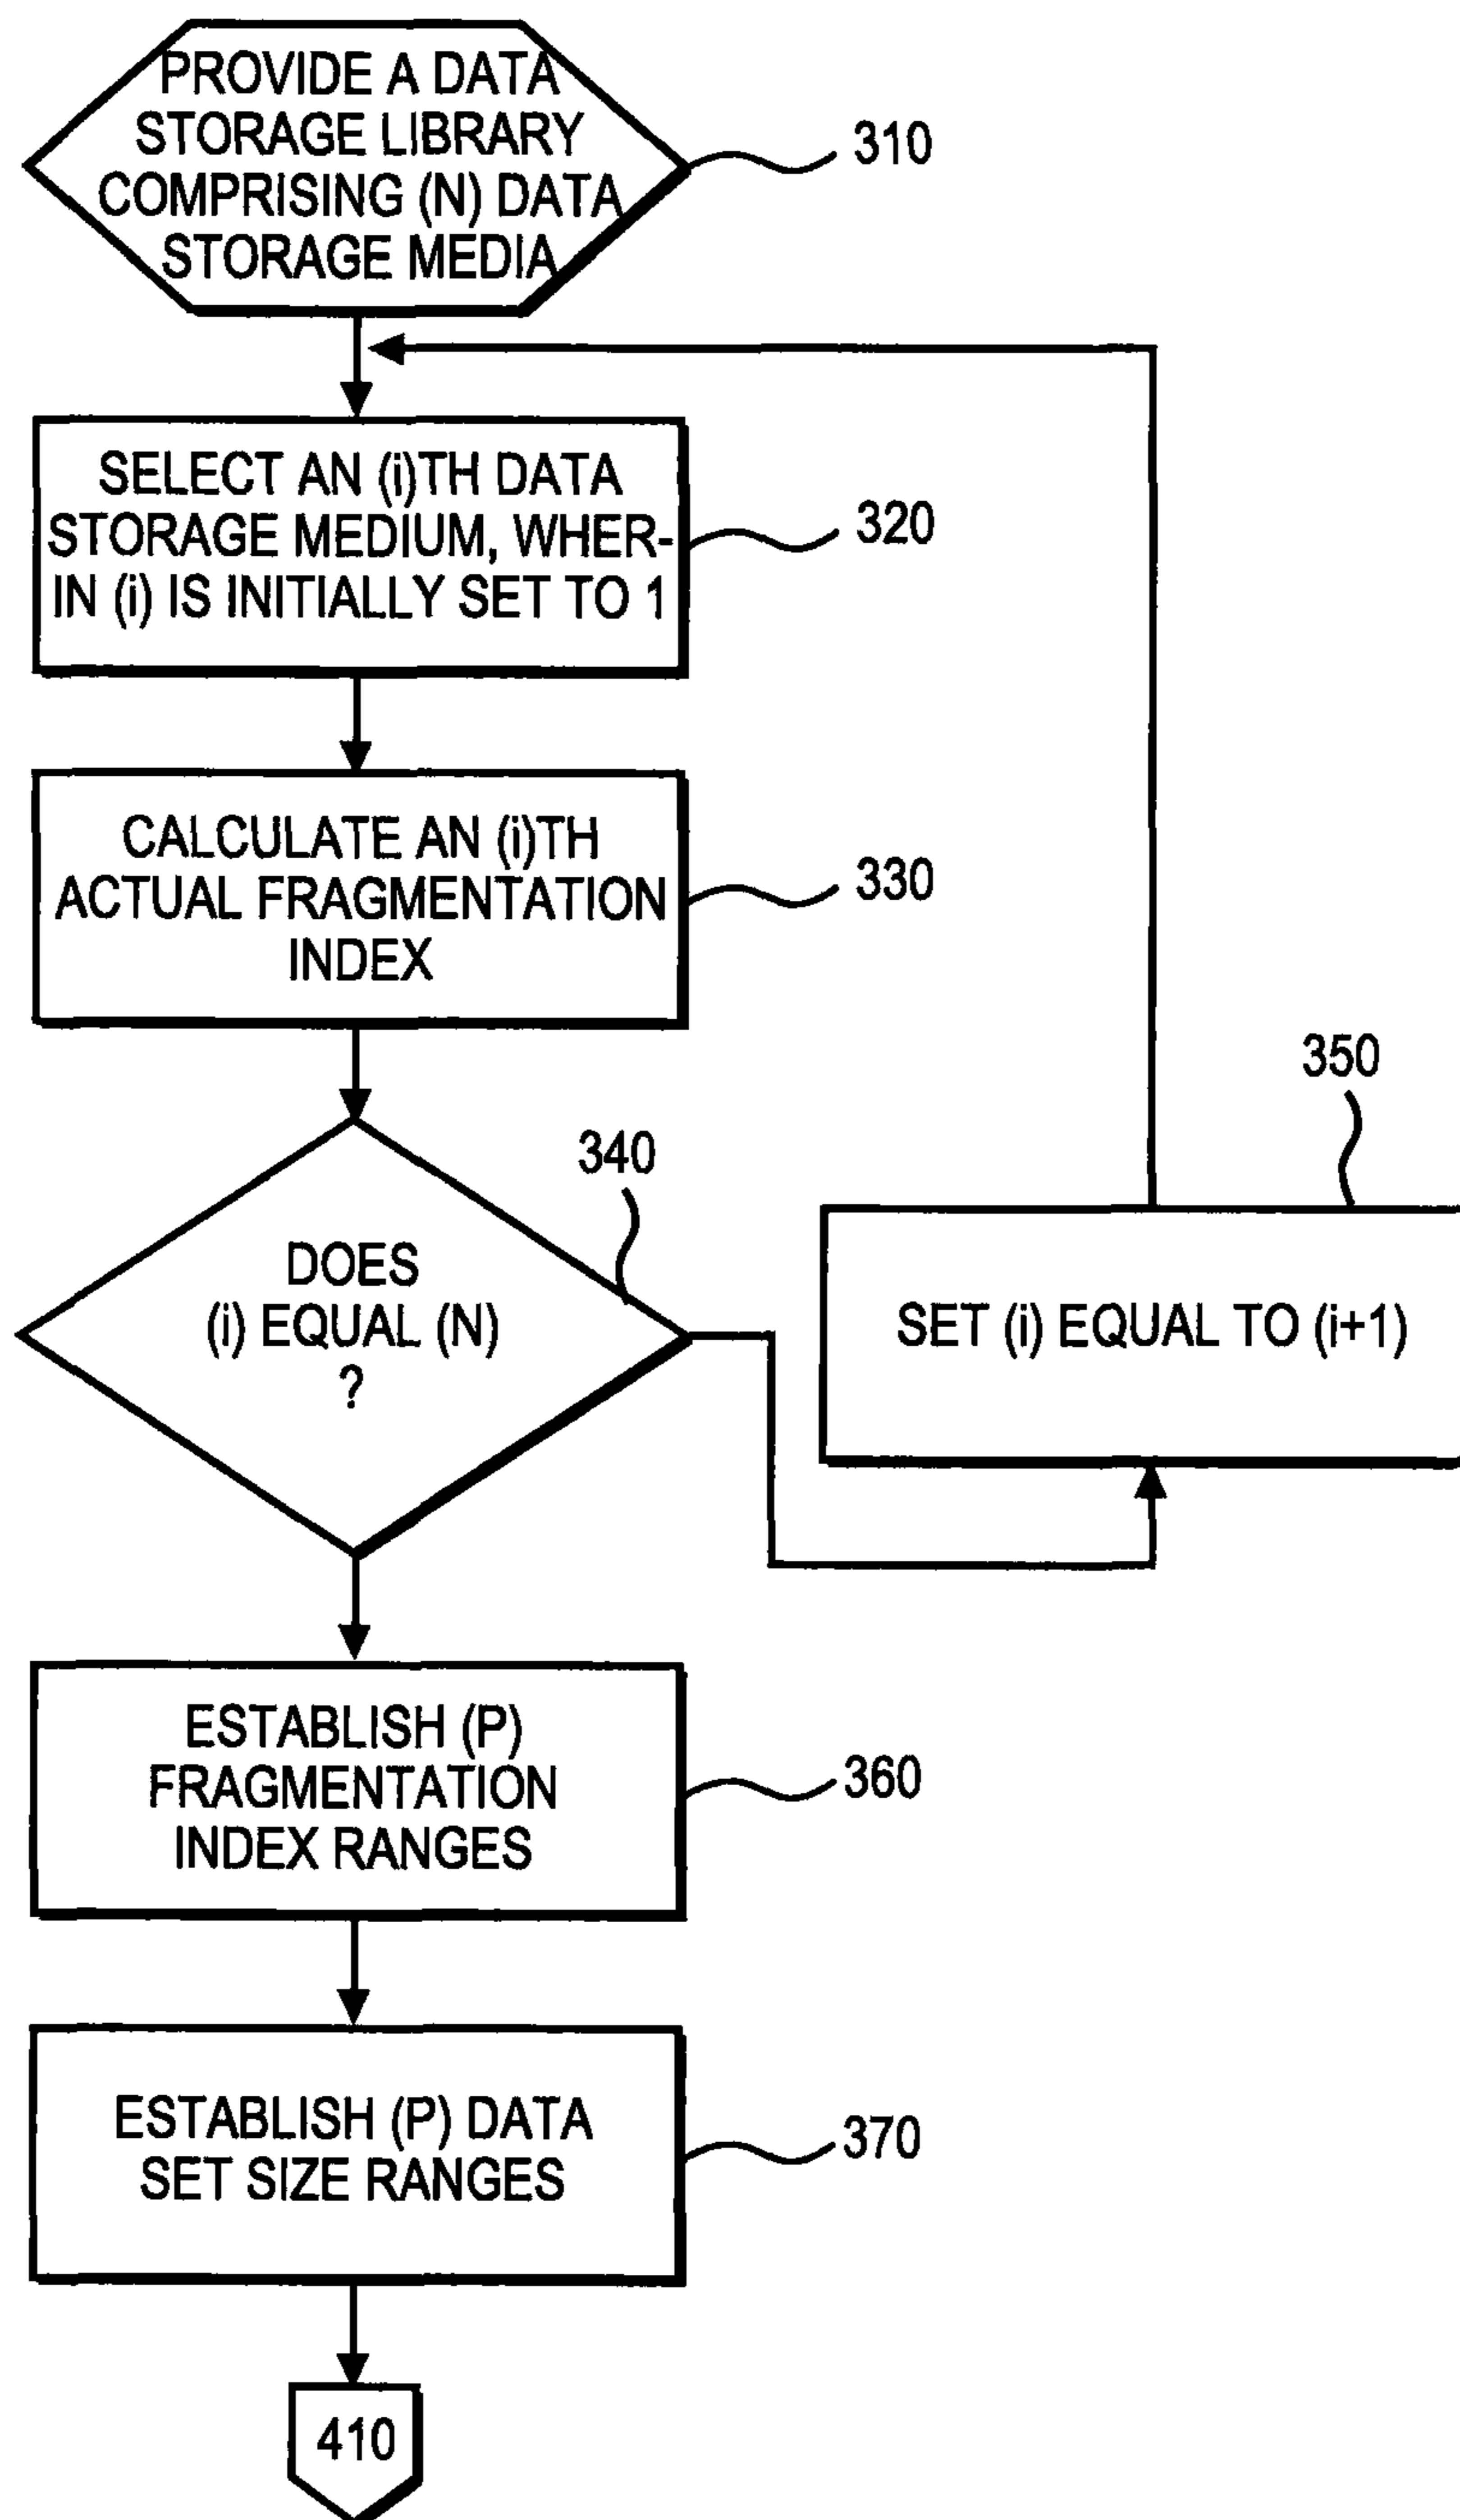 PROVIDE A DATA
STORAGE LIBRARY
COMPRISING (N) DATA
STORAGE MEDIA
310
SELECT AN (i)TH DATA
STORAGE MEDIUM, WHER-
IN (i) IS INITIALLY SET TO 1
320
CALCULATE AN (i)TH
ACTUAL FRAGMENTATION
INDEX
330
350
340
DOES
(i) EQUAL (N)
?
SET (i) EQUAL TO (i+1)
ESTABLISH (P)
FRAGMENTATION
INDEX RANGES
360
ESTABLISH (P) DATA
SET SIZE RANGES
370
410